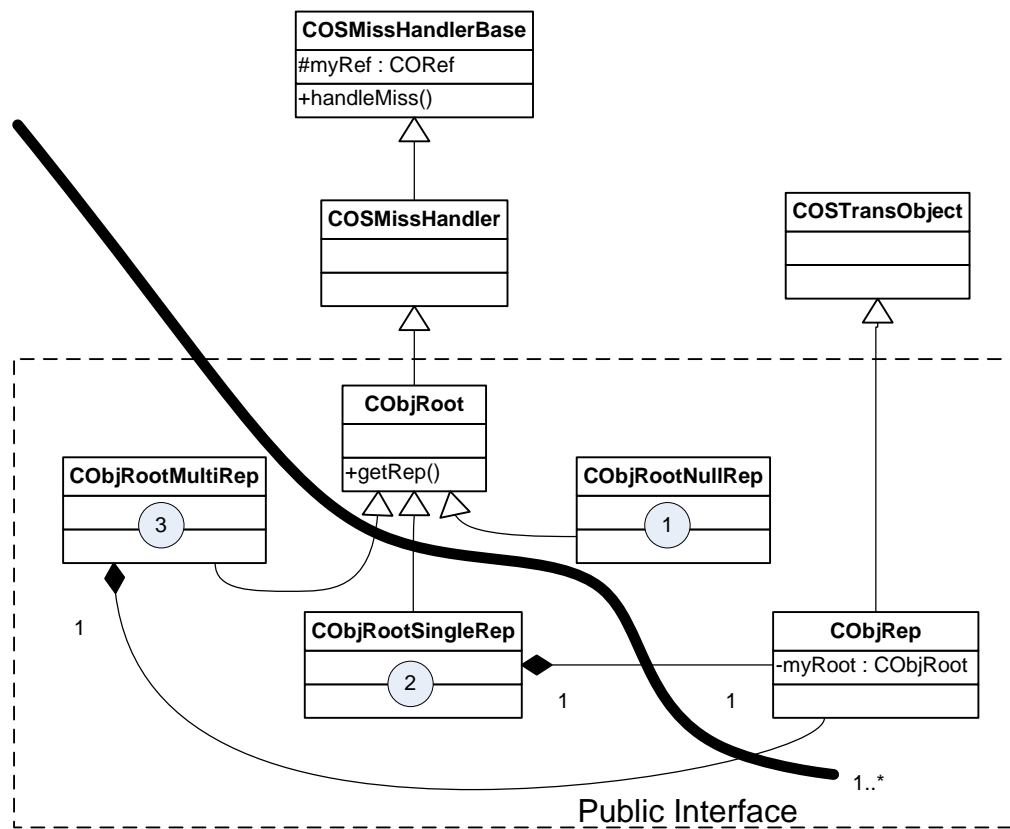 COSMissHandlerBase
#myRef : CORef
+handleMiss()
COSMissHandler
COSTransObject
CObjRoot
+getRep()
CObjRootMultiRep
3
CObjRootNullRep
1
CObjRootSingleRep
2
CObjRep
-myRoot : CObjRoot
1
1
1
1..*
Public Interface